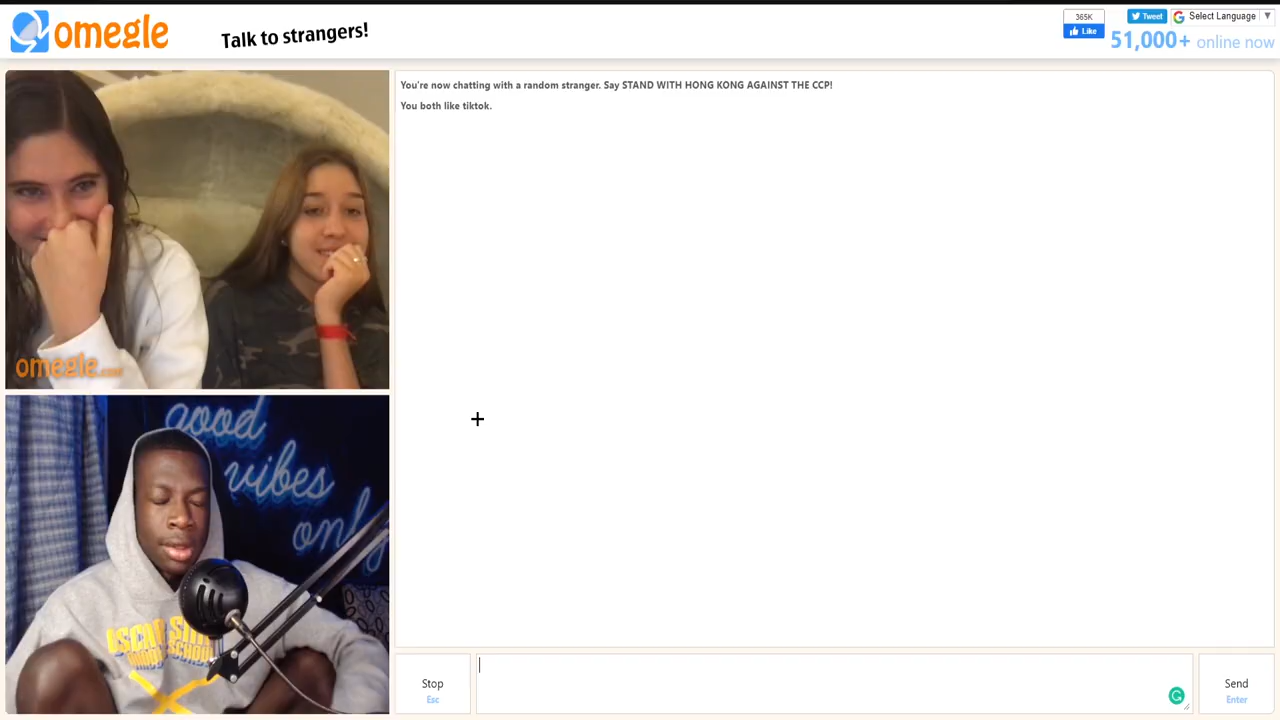 omegle
Talk to strangers!
365K
Like
Tweet
Select Language
51,000+ online now
You're now chatting with a random stranger. Say STAND WITH HONG KONG AGAINST THE CCP!
You both like tiktok.
omegle.com
good
vibes
only
Stop
Esc
Send
Enter